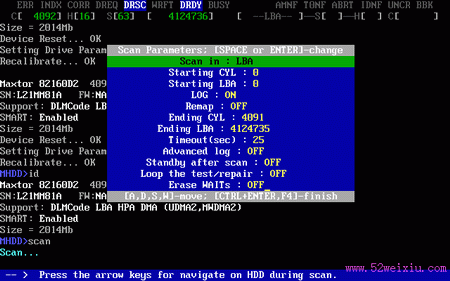 ERR INDX CORR DREQ DRSC WRFT DRDY BUSY AMNF TONF ABRT IDNF UNCR BBK
C[ 4092] H[16 ] S[63] [ 4124736] [ --LBA-- ]---S[--]--H[ ] C[ ]
Size = 2014Mb
Device Reset... OK
Setting Drive Param
Recalibrate... OK
Maxtor 82160D2 409
SN:L21MM81A FW:NA
Support: DLMCode LB
SMART: Enabled
Size = 2014Mb
Device Reset... OK
Setting Drive Param
Recalibrate... OK
MHDD>id
Maxtor 82160D2 409
SN:L21MM81A FW:NA
Support: DLMCode LBA HPA DMA (UDMA2,MWDMA2)
SMART: Enabled
Size = 2014Mb
MHDD>scan
Scan...
Scan Parameters; [SPACE or ENTER]-change
Scan in : LBA
Starting CYL : 0
Starting LBA : 0
LOG : ON
Remap : OFF
Ending CYL : 4091
Ending LBA : 4124735
Timeout(sec) : 25
Advanced log : OFF
Standby after scan : OFF
Loop the test/repair : OFF
Erase WAITs : OFF_
[A,D,S,W]-move; [CTRL+ENTER,F4]-finish
-- > Press the arrow keys for navigate on HDD during scan.
www.52weixiu.com